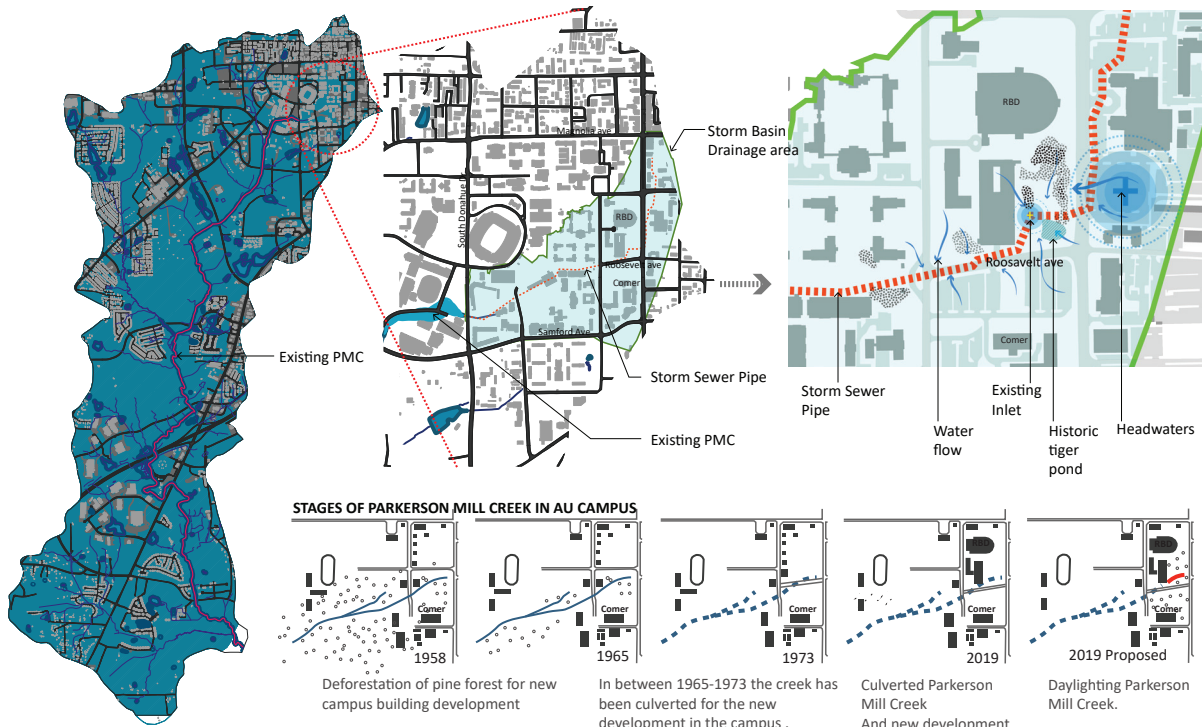 Existing PMC
Magnolia ave
South Donahue Dr
RBD
Roosevelt ave
Comer
Samford Ave
Storm Basin
Drainage area
Storm Sewer Pipe
Existing PMC
RBD
Roosavelt ave
Comer
Storm Sewer
Pipe
Water
flow
Existing
Inlet
Historic
tiger
pond
Headwaters
STAGES OF PARKERSON MILL CREEK IN AU CAMPUS
Comer
1958
Comer
1965
Comer
1973
RBD
Comer
2019
RBD
Comer
2019 Proposed
Deforestation of pine forest for new
campus building development
In between 1965-1973 the creek has
been culverted for the new
development in the campus .
Culverted Parkerson
Mill Creek
And new development
Daylighting Parkerson
Mill Creek.